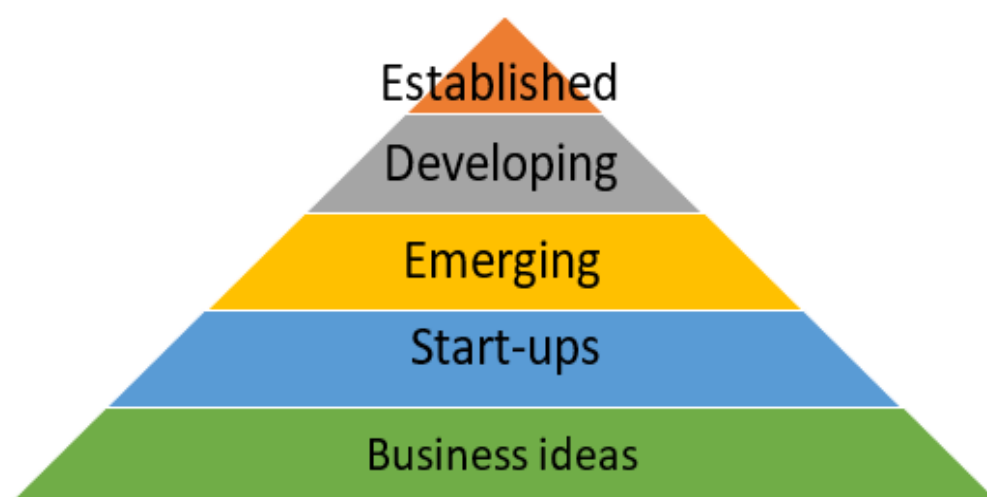 Established
Developing
Emerging
Start-ups
Business ideas